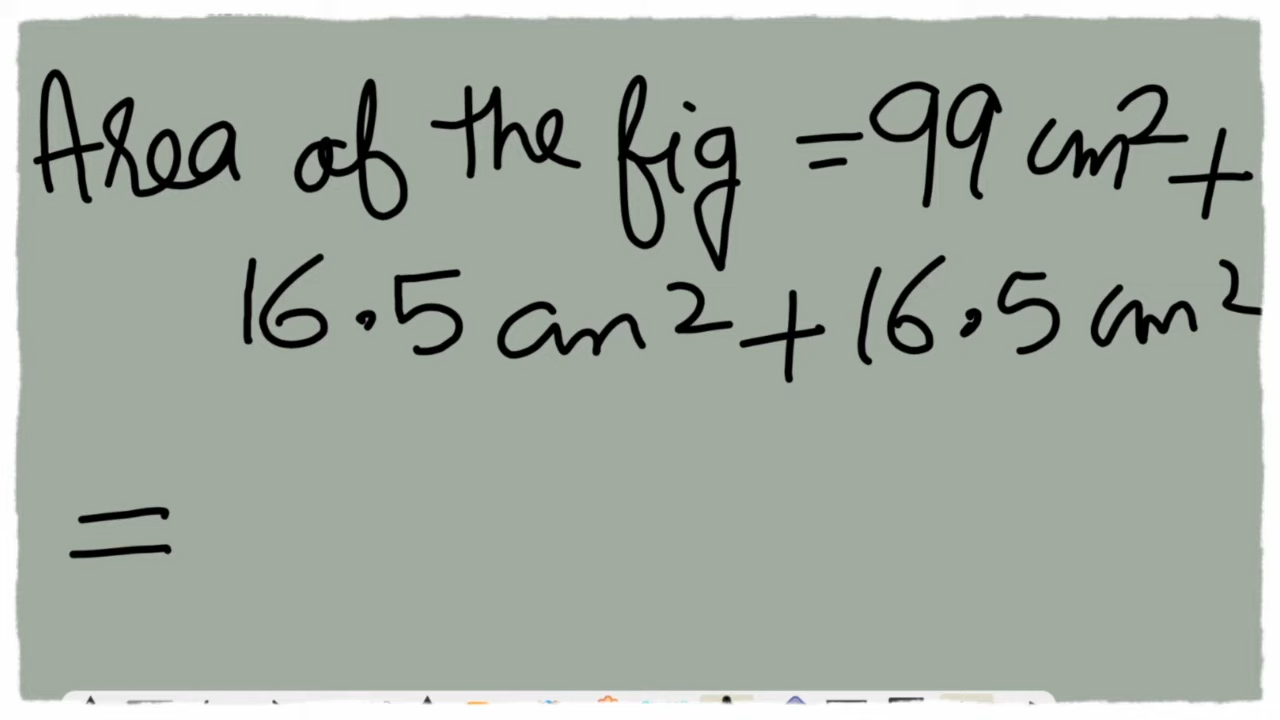 Area of the fig = 99 cm² +
16.5 cm² + 16.5 cm²
=